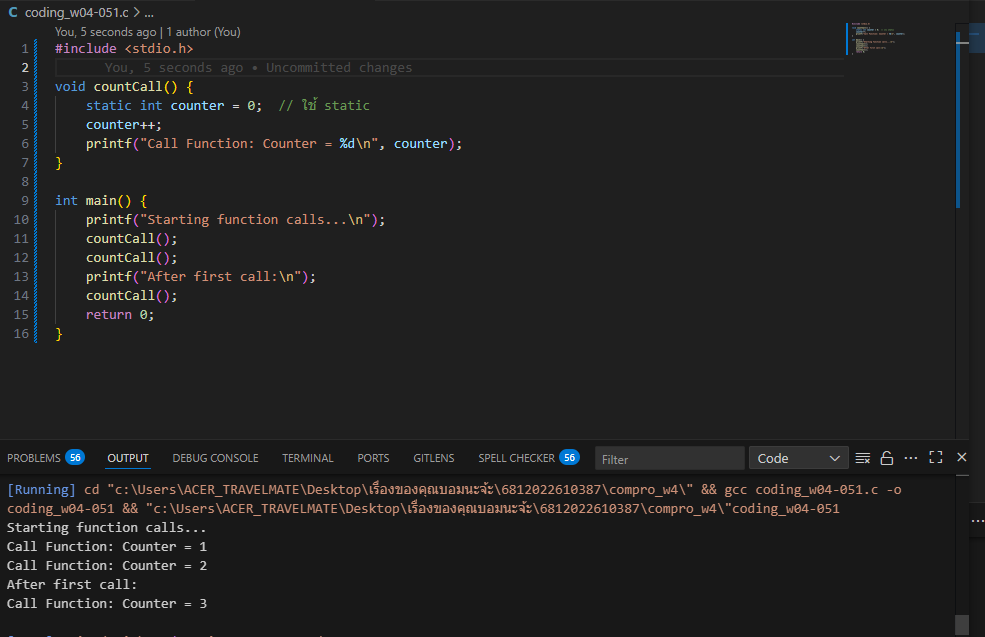 C coding_w04-051.c > ...
You, 5 seconds ago | 1 author (You)
1 #include <stdio.h>
2 You, 5 seconds ago • Uncommitted changes
3 void countCall() {
4 static int counter = 0; // ใช้ static
5 counter++;
6 printf("Call Function: Counter = %d\n", counter);
7 }
8
9 int main() {
10 printf("Starting function calls...\n");
11 countCall();
12 countCall();
13 printf("After first call:\n");
14 countCall();
15 return 0;
16 }
PROBLEMS 56 OUTPUT DEBUG CONSOLE TERMINAL PORTS GITLENS SPELL CHECKER 56 Filter Code
[Running] cd "c:\Users\ACER_TRAVELMATE\Desktop\เรื่องของคุณบอมนะจ้ะ\6812022610387\compro_w4\" && gcc coding_w04-051.c -o
coding_w04-051 && "c:\Users\ACER_TRAVELMATE\Desktop\เรื่องของคุณบอมนะจ้ะ\6812022610387\compro_w4\"coding_w04-051
Starting function calls...
Call Function: Counter = 1
Call Function: Counter = 2
After first call:
Call Function: Counter = 3